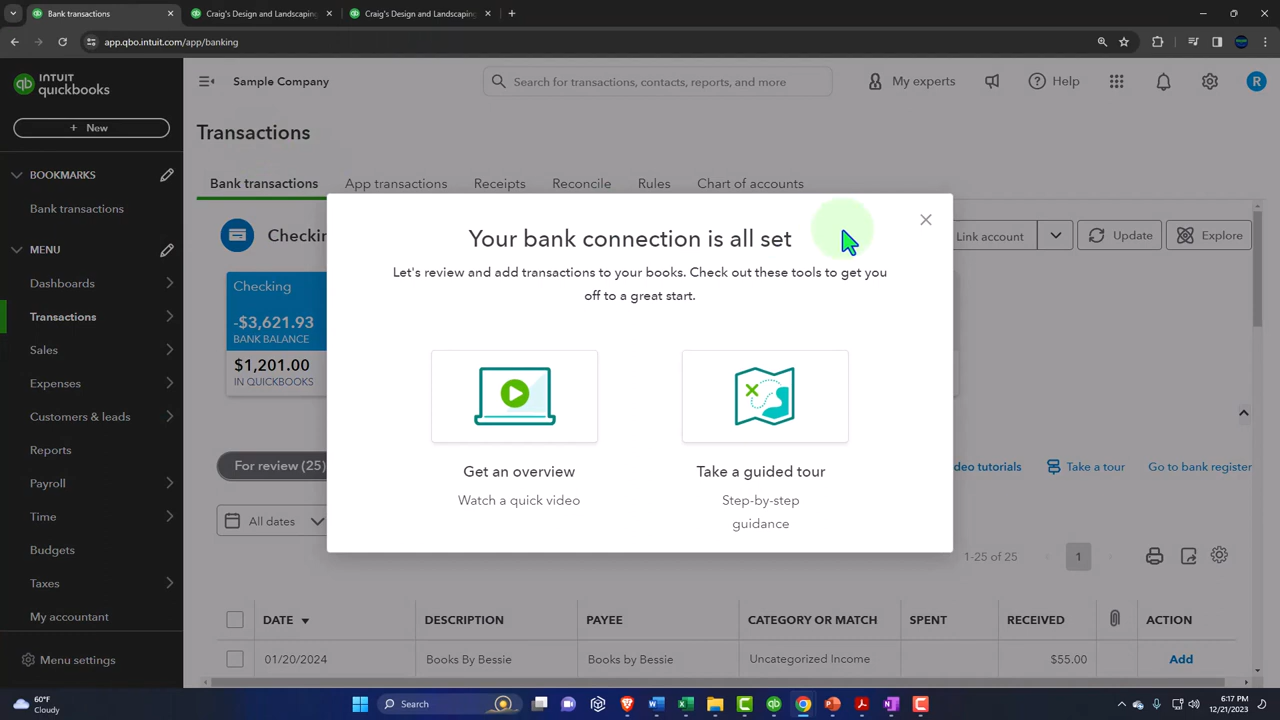 Bank transactions
Craig's Design and Landscaping
Craig's Design and Landscaping
app.qbo.intuit.com/app/banking
qb INTUIT quickbooks
Sample Company
Search for transactions, contacts, reports, and more
My experts
Help
R
+ New
Transactions
BOOKMARKS
Bank transactions
App transactions
Receipts
Reconcile
Rules
Chart of accounts
Bank transactions
Link account
Update
Explore
Your bank connection is all set
Let's review and add transactions to your books. Check out these tools to get you
off to a great start.
MENU
Dashboards
Transactions
Sales
Expenses
Customers & leads
Reports
Payroll
Time
Budgets
Taxes
My accountant
Menu settings
Checking
-$3,621.93
BANK BALANCE
$1,201.00
IN QUICKBOOKS
Get an overview
Watch a quick video
Take a guided tour
Step-by-step
guidance
For review (25)
tutorials
Take a tour
Go to bank register
All dates
1-25 of 25
1
DATE
DESCRIPTION
PAYEE
CATEGORY OR MATCH
SPENT
RECEIVED
ACTION
01/20/2024
Books By Bessie
Books by Bessie
Uncategorized Income
$55.00
Add
60°F
Cloudy
Search
6:17 PM
12/21/2023